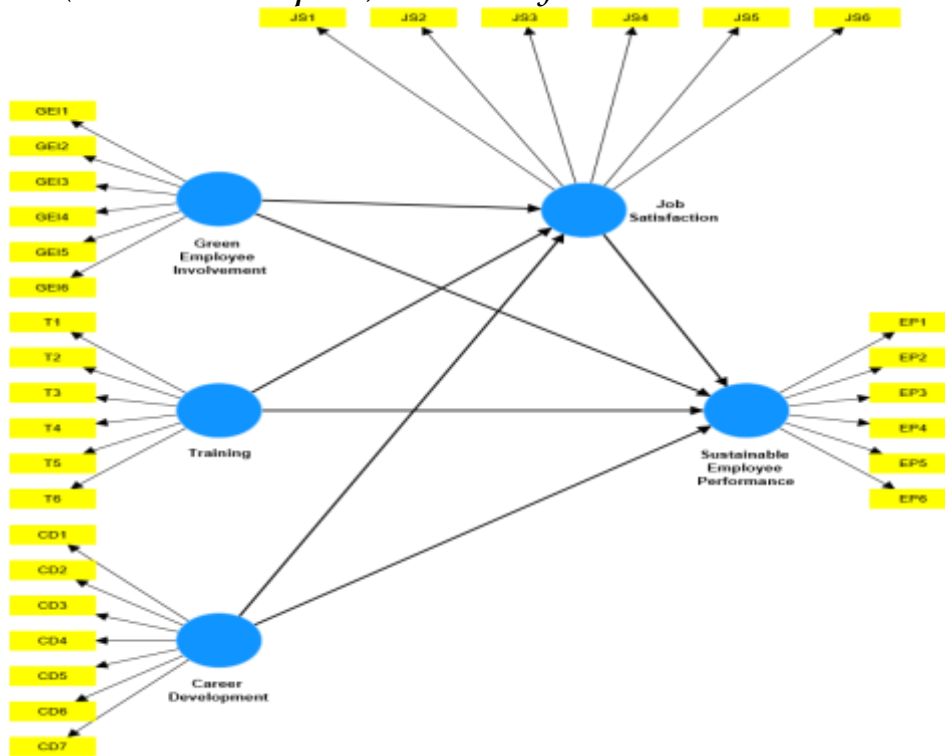 JS1
JS2
JS3
JS4
JS5
JS6
GEI1
GEI2
GEI3
GEI4
GEI5
GEI6
Green
Employee
Involvement
Job
Satisfaction
T1
T2
T3
T4
T5
T6
Training
EP1
EP2
EP3
EP4
EP5
EP6
Sustainable
Employee
Performance
CD1
CD2
CD3
CD4
CD5
CD6
CD7
Career
Development